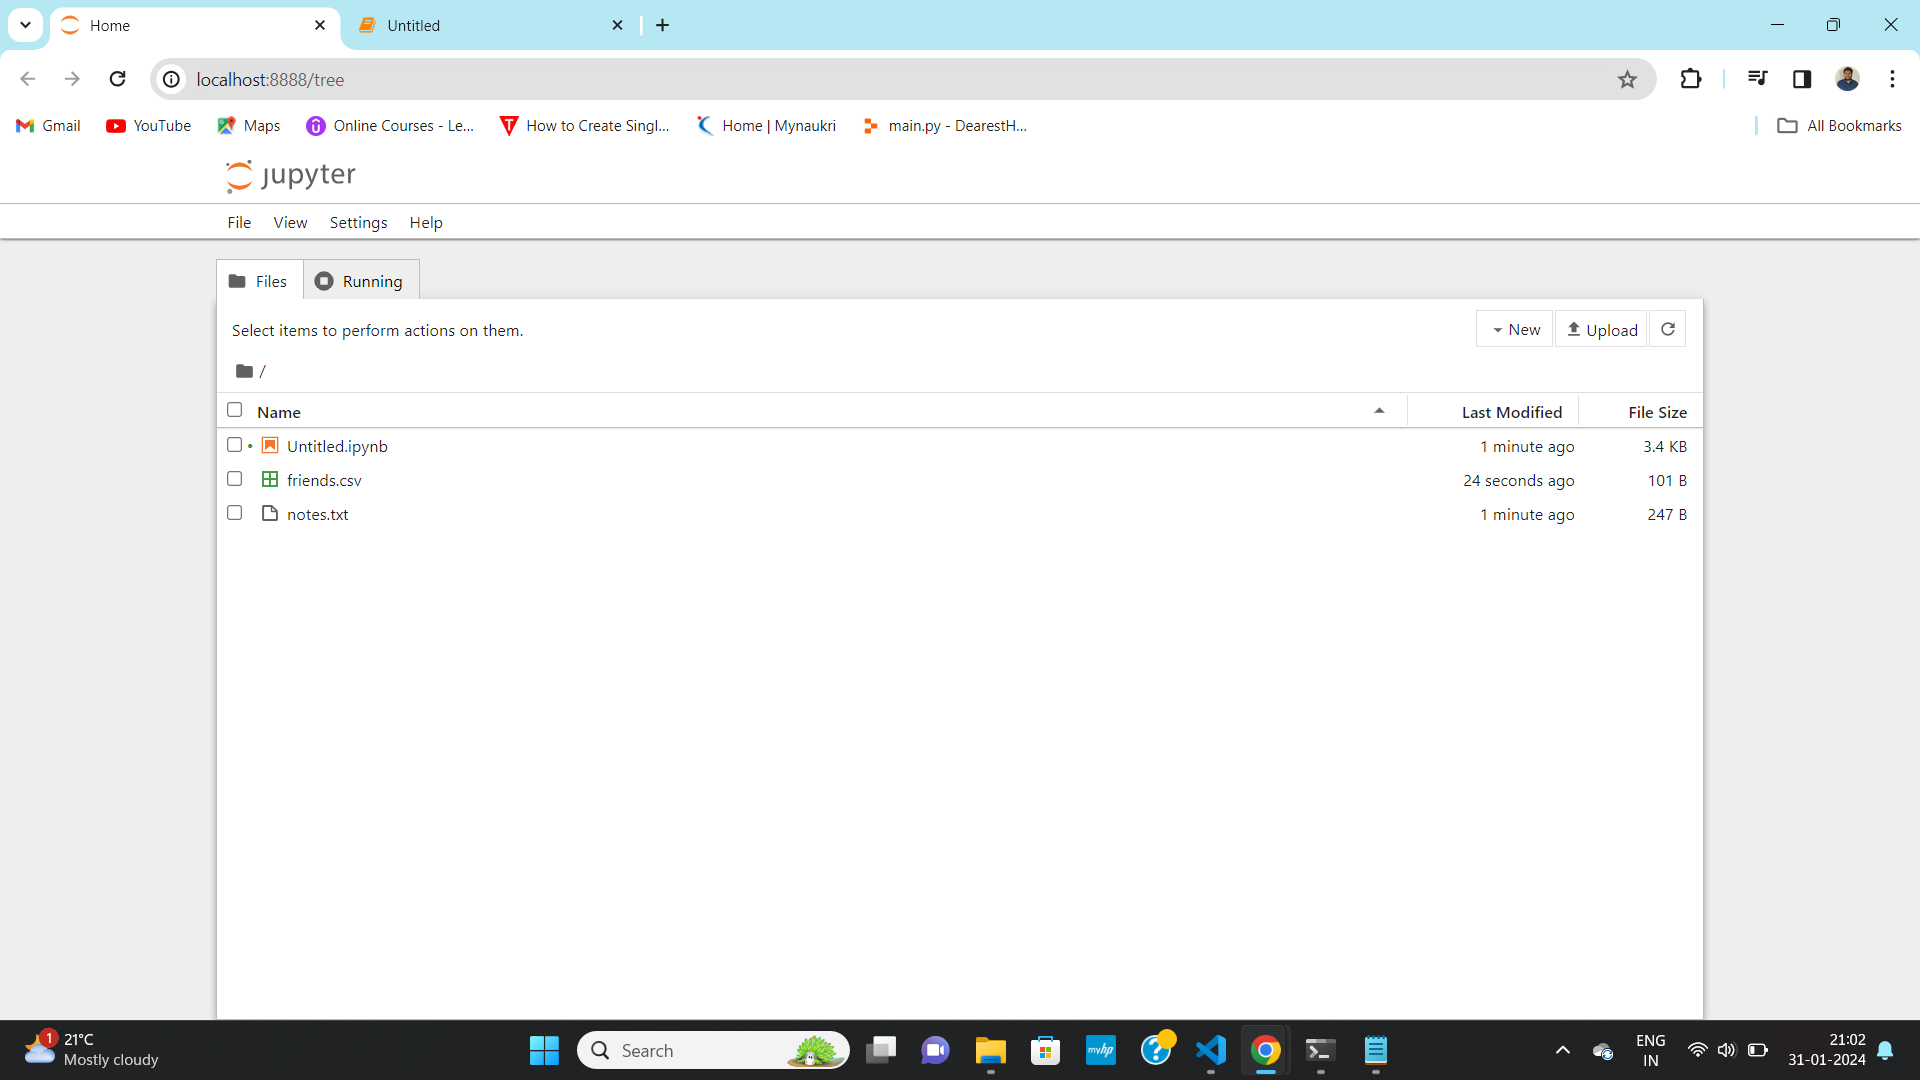 Home
Untitled
localhost:8888/tree
Gmail
YouTube
Maps
Online Courses - Le...
How to Create Singl...
Home | Mynaukri
main.py - DearestH...
All Bookmarks
jupyter
File View Settings Help
Files
Running
Select items to perform actions on them.
New
Upload
/
Name
Last Modified
File Size
Untitled.ipynb 1 minute ago 3.4 KB
friends.csv 24 seconds ago 101 B
notes.txt 1 minute ago 247 B
1
21°C
Mostly cloudy
Search
myhp
ENG
IN
21:02
31-01-2024